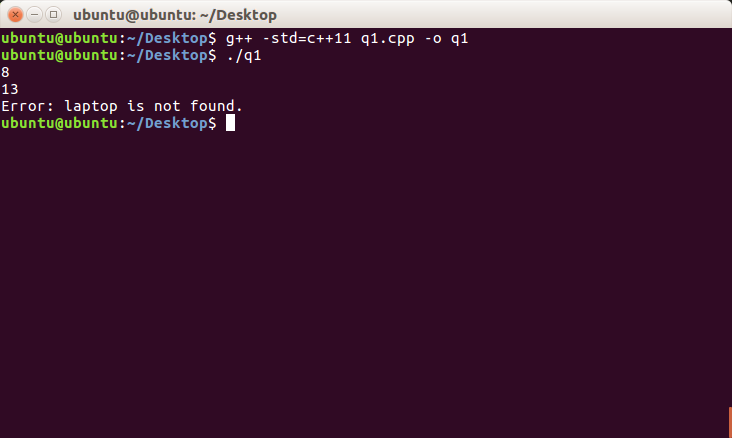 ubuntu@ubuntu: ~/Desktop
ubuntu@ubuntu:~/Desktop$ g++ -std=c++11 q1.cpp -o q1
ubuntu@ubuntu:~/Desktop$ ./q1
8
13
Error: laptop is not found.
ubuntu@ubuntu:~/Desktop$